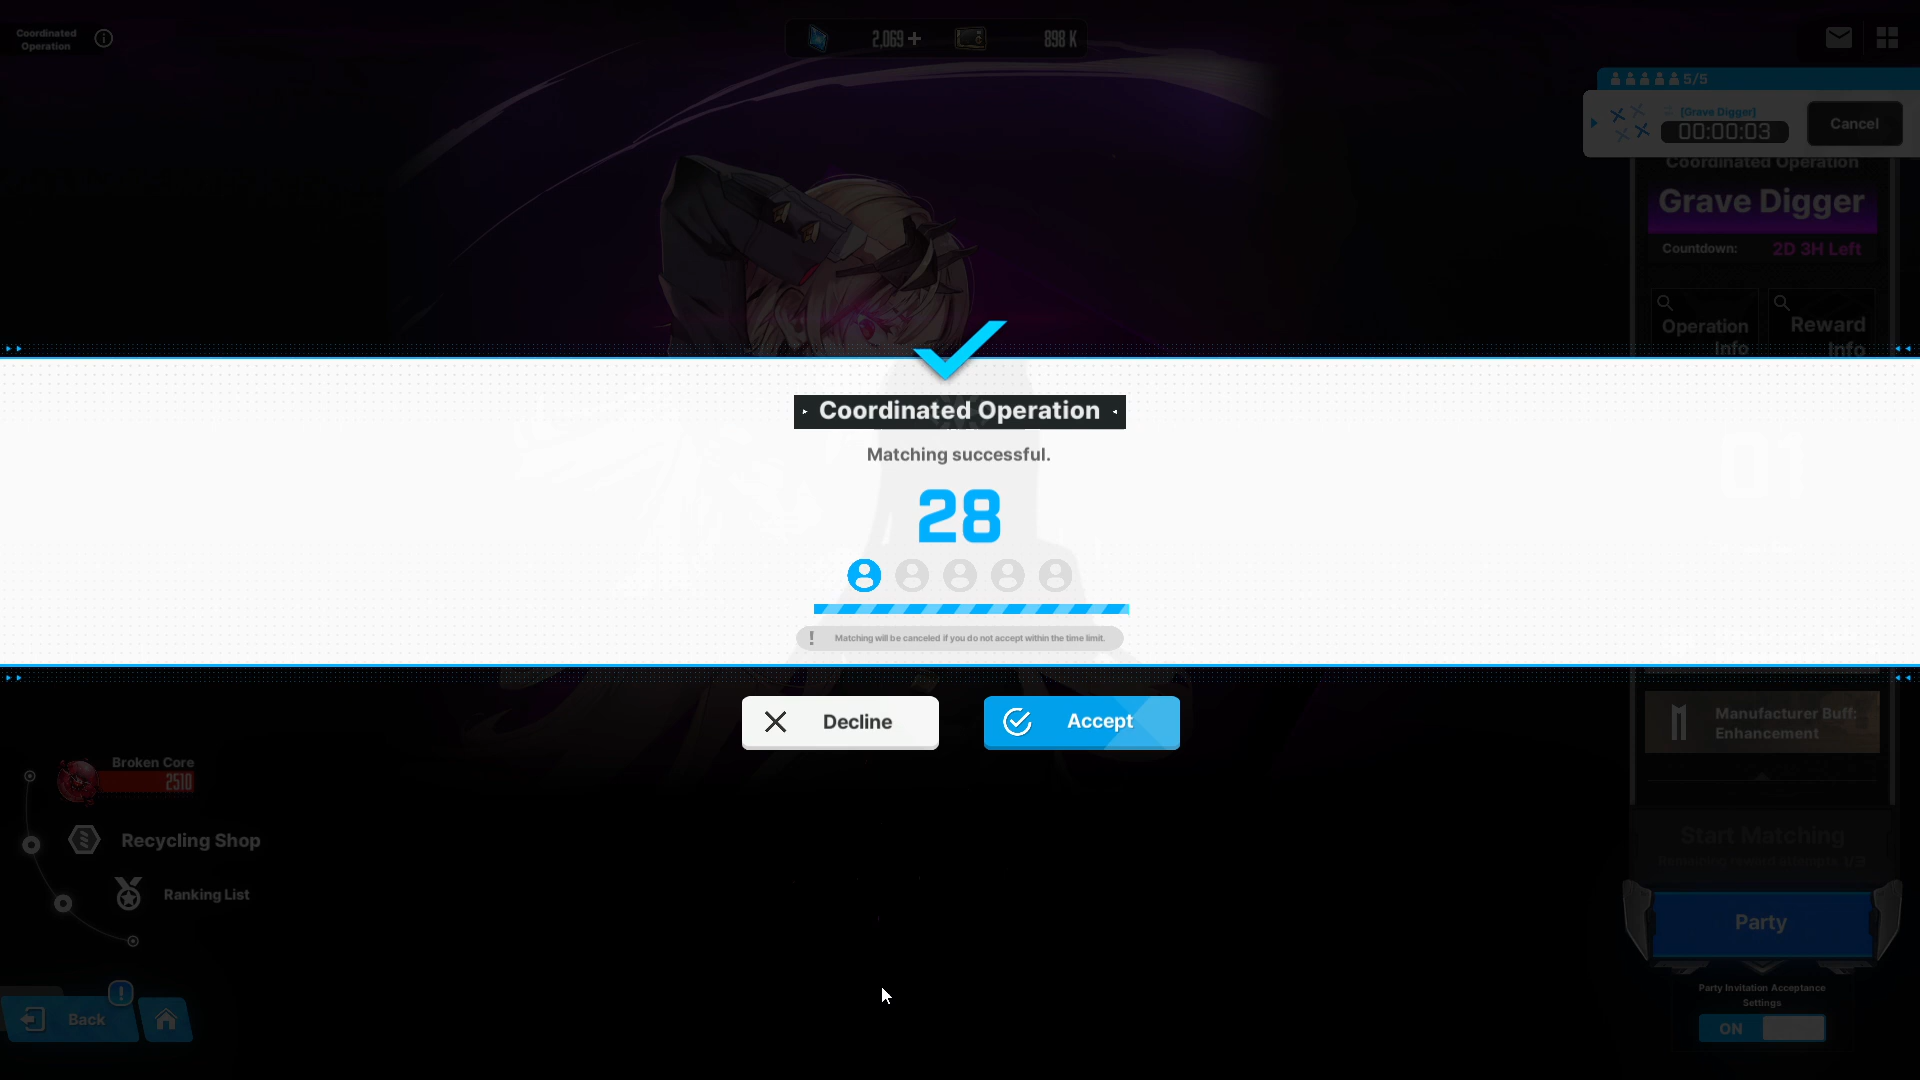 Coordinated
Operation
2,069
898 K
5/5
[Grave Digger]
00:00:03
Cancel
Coordinated Operation
Grave Digger
Countdown:
2D 3H Left
Operation
Info
Reward
Info
Coordinated Operation
Matching successful.
28
01
Matching will be canceled if you do not accept within the time limit.
Decline
Accept
Manufacturer Buff:
Enhancement
Broken Core
2510
Recycling Shop
Ranking List
Start Matching
Party
Party Invitation Acceptance
Settings
ON
Back